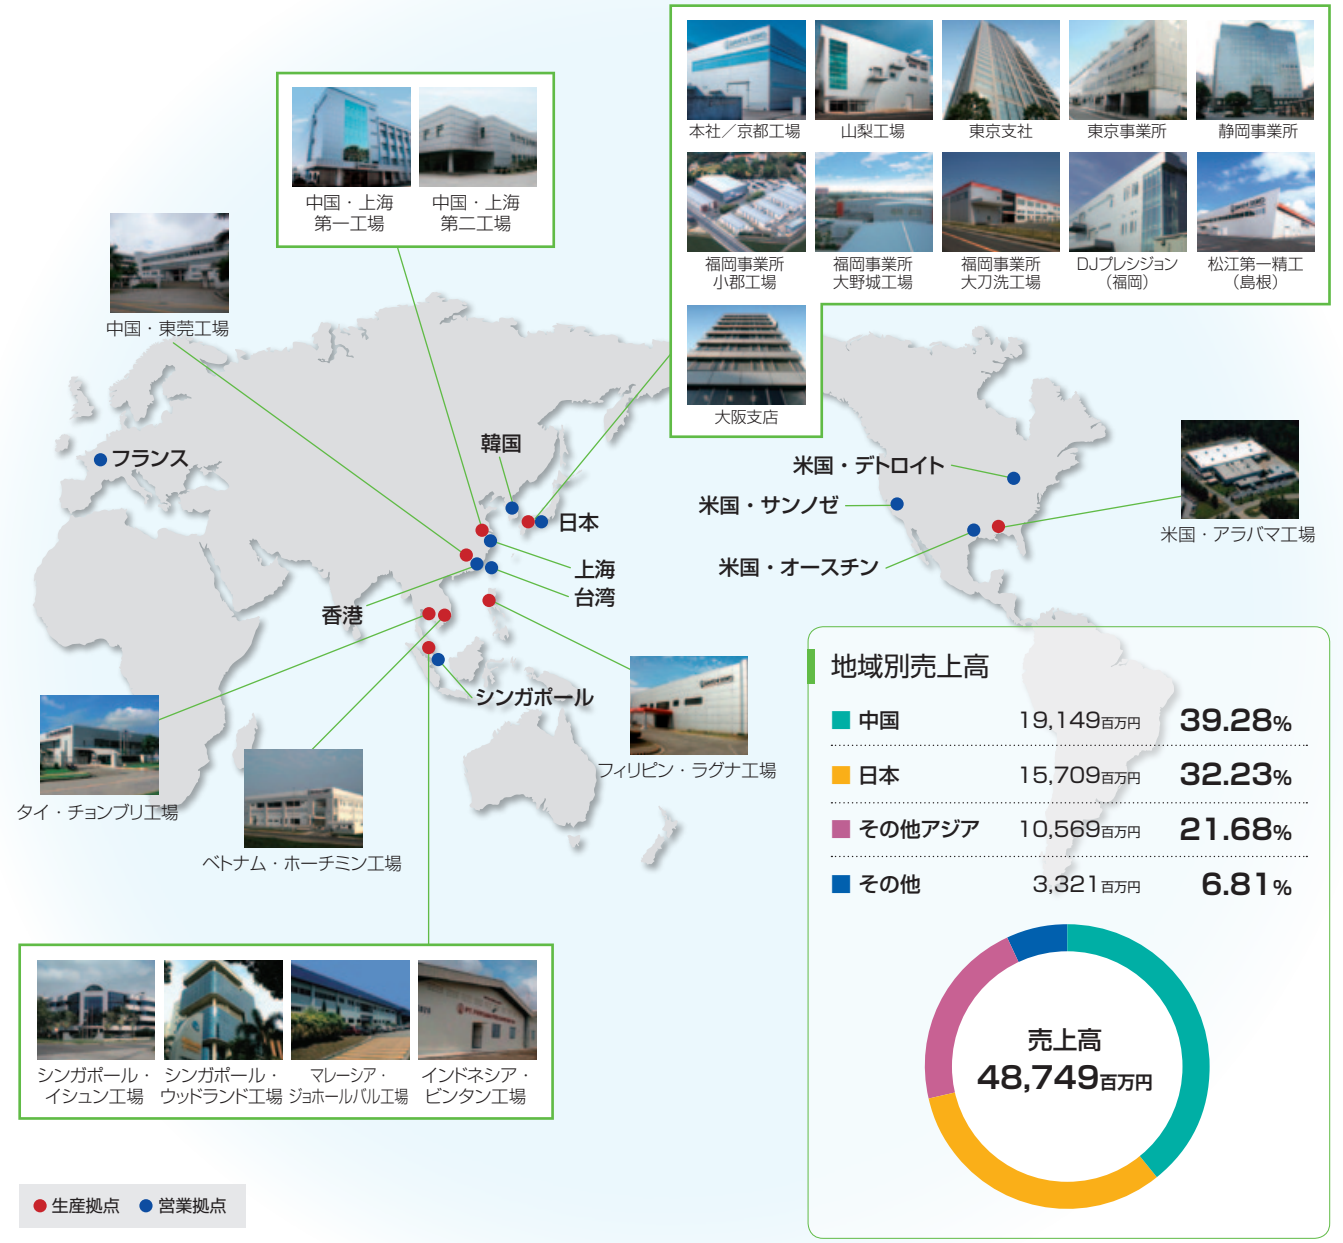 本社／京都工場
山梨工場
東京支社
東京事業所
静岡事業所
福岡事業所
小郡工場
福岡事業所
大野城工場
福岡事業所
大刀洗工場
DJプレシジョン
（福岡）
松江第一精工
（島根）
大阪支店
中国・上海
第一工場
中国・上海
第二工場
中国・東莞工場
フランス
韓国
日本
上海
台湾
香港
シンガポール
米国・デトロイト
米国・サンノゼ
米国・オースチン
米国・アラバマ工場
タイ・チョンブリ工場
ベトナム・ホーチミン工場
フィリピン・ラグナ工場
シンガポール・
イシュン工場
シンガポール・
ウッドランド工場
マレーシア・
ジョホールバル工場
インドネシア・
ビンタン工場
生産拠点
営業拠点
地域別売上高
中国 19,149百万円 39.28%
日本 15,709百万円 32.23%
その他アジア 10,569百万円 21.68%
その他 3,321百万円 6.81%
売上高
48,749百万円